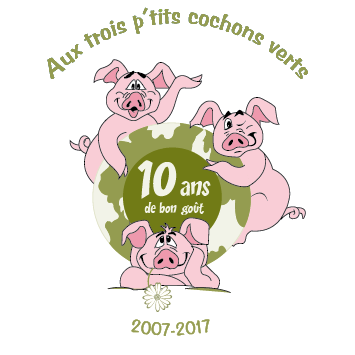 Aux trois p'tits cochons verts
10 ans
de bon goût
2007-2017